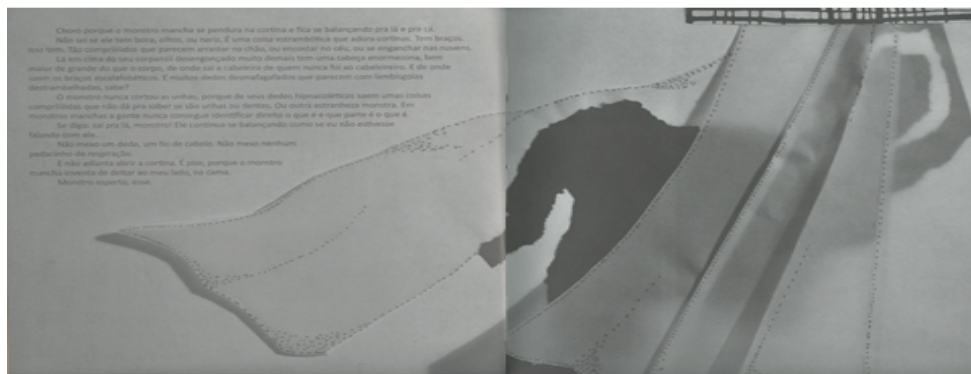 Choro porque o monstro mancha se pendura na cortina e fica se balançando pra lá e pra cá.
Não sei se ele tem boca, olhos, ou nariz. É uma coisa estrambólica que adora cortinas. Tem braços,
isso tem. Tão compridados que parecem arrastar no chão, ou encostar no céu, ou se enganchar nas nuvens.
Lá em cima do seu corpanzil desengonçado muito demais tem uma cabeça enormezona, bem
maior de grande do que o corpo, de onde sai a cabeleira de quem nunca foi ao cabeleireiro. E de onde
saem os braços E muitos dedos que parecem com
destrambelhadas, sabe?
O monstro nunca cortou as unhas, porque de seus dedos saem umas coisas
compridadas que não dá pra saber se são unhas ou dentes. Ou outra estranheza monstra. Em
monstros manchas a gente nunca consegue identificar direito o que é e que parte é o que é.
Se digo: sai pra lá, monstro! Ele continua se balançando como se eu não estivesse
falando com ele.
Não mexo um dedo, um fio de cabelo. Não mexo nenhum
pedacinho de respiração.
E não adianta abrir a cortina. É pior, porque o monstro
mancha inventa de deitar ao meu lado, na cama.
Monstro esperto, esse.